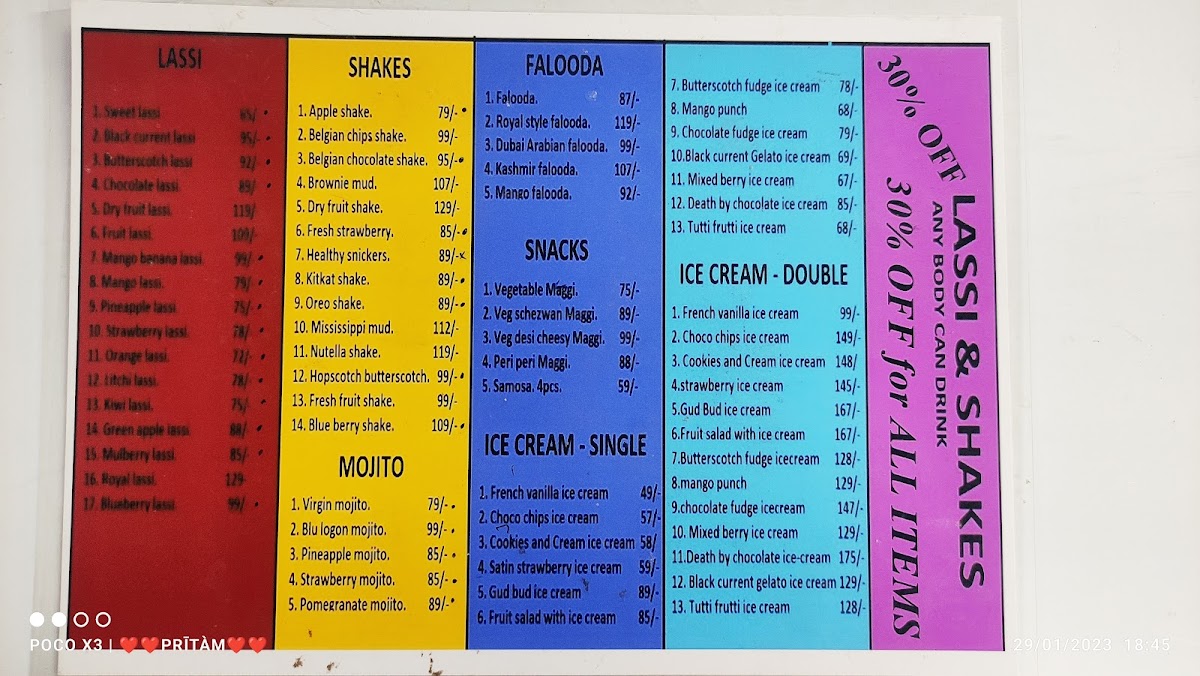 LASSI
1. Sweet lassi 85/-
2. Black current lassi 95/-
3. Butterscotch lassi 92/-
4. Chocolate lassi. 89/-
5. Dry fruit lassi. 119/
6. Fruit lassi. 109/-
7. Mango benana lassi. 99/-
8. Mango lassi. 79/-
9. Pineapple lassi. 75/-
10. Strawberry lassi. 78/-
11. Orange lassi. 72/-
12. Litchi lassi. 78/-
13. Kiwi lassi. 75/-
14. Green apple lassi 88/-
15. Mulberry lassi. 85/-
16. Royal lassi. 129-
17. Blueberry lassi. 99/-
SHAKES
1. Apple shake. 79/-
2. Belgian chips shake. 99/-
3. Belgian chocolate shake. 95/-
4. Brownie mud. 107/-
5. Dry fruit shake. 129/-
6. Fresh strawberry. 85/-
7. Healthy snickers. 89/-
8. Kitkat shake. 89/-
9. Oreo shake. 89/-
10. Mississippi mud. 112/-
11. Nutella shake. 119/-
12. Hopscotch butterscotch. 99/-
13. Fresh fruit shake. 99/-
14. Blue berry shake. 109/-
MOJITO
1. Virgin mojito. 79/-
2. Blu logon mojito. 99/-
3. Pineapple mojito. 85/-
4. Strawberry mojito. 85/-
5. Pomegranate mojito. 89/-
FALOODA
1. Falooda. 87/-
2. Royal style falooda. 119/-
3. Dubai Arabian falooda. 99/-
4. Kashmir falooda. 107/-
5. Mango falooda. 92/-
SNACKS
1. Vegetable Maggi. 75/-
2. Veg schezwan Maggi. 89/-
3. Veg desi cheesy Maggi. 99/-
4. Peri peri Maggi. 88/-
5. Samosa. 4pcs. 59/-
ICE CREAM - SINGLE
1. French vanilla ice cream 49/-
2. Choco chips ice cream 57/-
3. Cookies and Cream ice cream 58/
4. Satin strawberry ice cream 59/-
5. Gud bud ice cream 89/-
6. Fruit salad with ice cream 85/-
7. Butterscotch fudge ice cream 78/-
8. Mango punch 68/-
9. Chocolate fudge ice cream 79/-
10.Black current Gelato ice cream 69/-
11. Mixed berry ice cream 67/-
12. Death by chocolate ice cream 85/-
13. Tutti frutti ice cream 68/-
ICE CREAM - DOUBLE
1. French vanilla ice cream 99/-
2. Choco chips ice cream 149/-
3. Cookies and Cream ice cream 148/
4.strawberry ice cream 145/-
5.Gud Bud ice cream 167/-
6.Fruit salad with ice cream 167/-
7.Butterscotch fudge icecream 128/-
8.mango punch 129/-
9.chocolate fudge icecream 147/-
10. Mixed berry ice cream 129/-
11.Death by chocolate ice-cream 175/-
12. Black current gelato ice cream 129/-
13. Tutti frutti ice cream 128/-
30% OFF
LASSI & SHAKES
ANY BODY CAN DRINK
30% OFF for ALL ITEMS
POCO X3 | ❤️❤️PRĪTÀM❤️❤️
29/01/2023 18:45